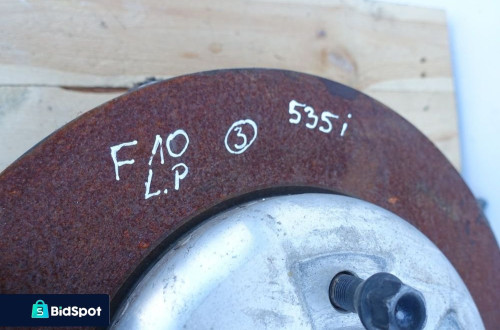 F10 ③ 535i
L.P
BidSpot